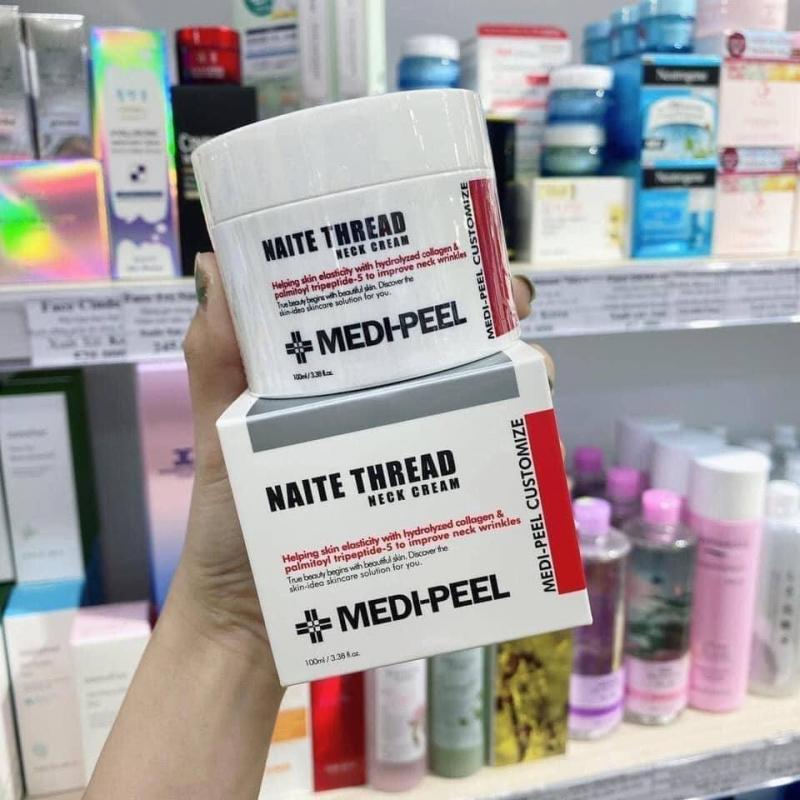 NAITE THREAD
NECK CREAM
Helping skin elasticity with hydrolyzed collagen &
palmitoyl tripeptide-5 to improve neck wrinkles
True beauty begins with beautiful skin. Discover the
skin-idea skincare solution for you.
MEDI-PEEL
100ml / 3.38 fl.oz.
MEDI-PEEL CUSTOMIZE
NAITE THREAD
NECK CREAM
Helping skin elasticity with hydrolyzed collagen &
palmitoyl tripeptide-5 to improve neck wrinkles
True beauty begins with beautiful skin. Discover the
skin-idea skincare solution for you.
MEDI-PEEL
100ml / 3.38 fl.oz.
MEDI-PEEL CUSTOMIZE
Neutrogena
Neutrogena